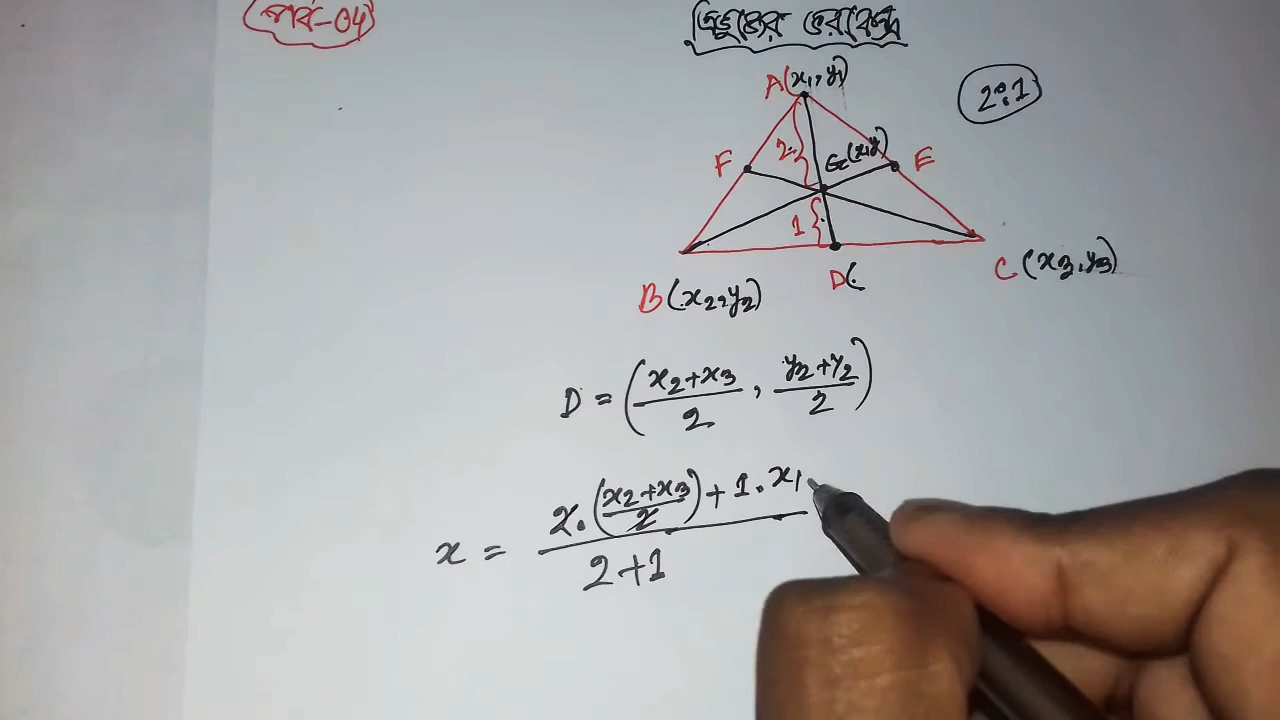 পর্ব-04
ত্রিভুজের ভরকেন্দ্র
A(x₁,y₁)
2:1
2
G(x,y)
F
E
1
B(x₂,y₂)
D(
C(x₃,y₃)
D = ((x₂+x₃)/2, (y₂+y₂)/2)
x = (2.((x₂+x₃)/2)+1.x₁)/(2+1)